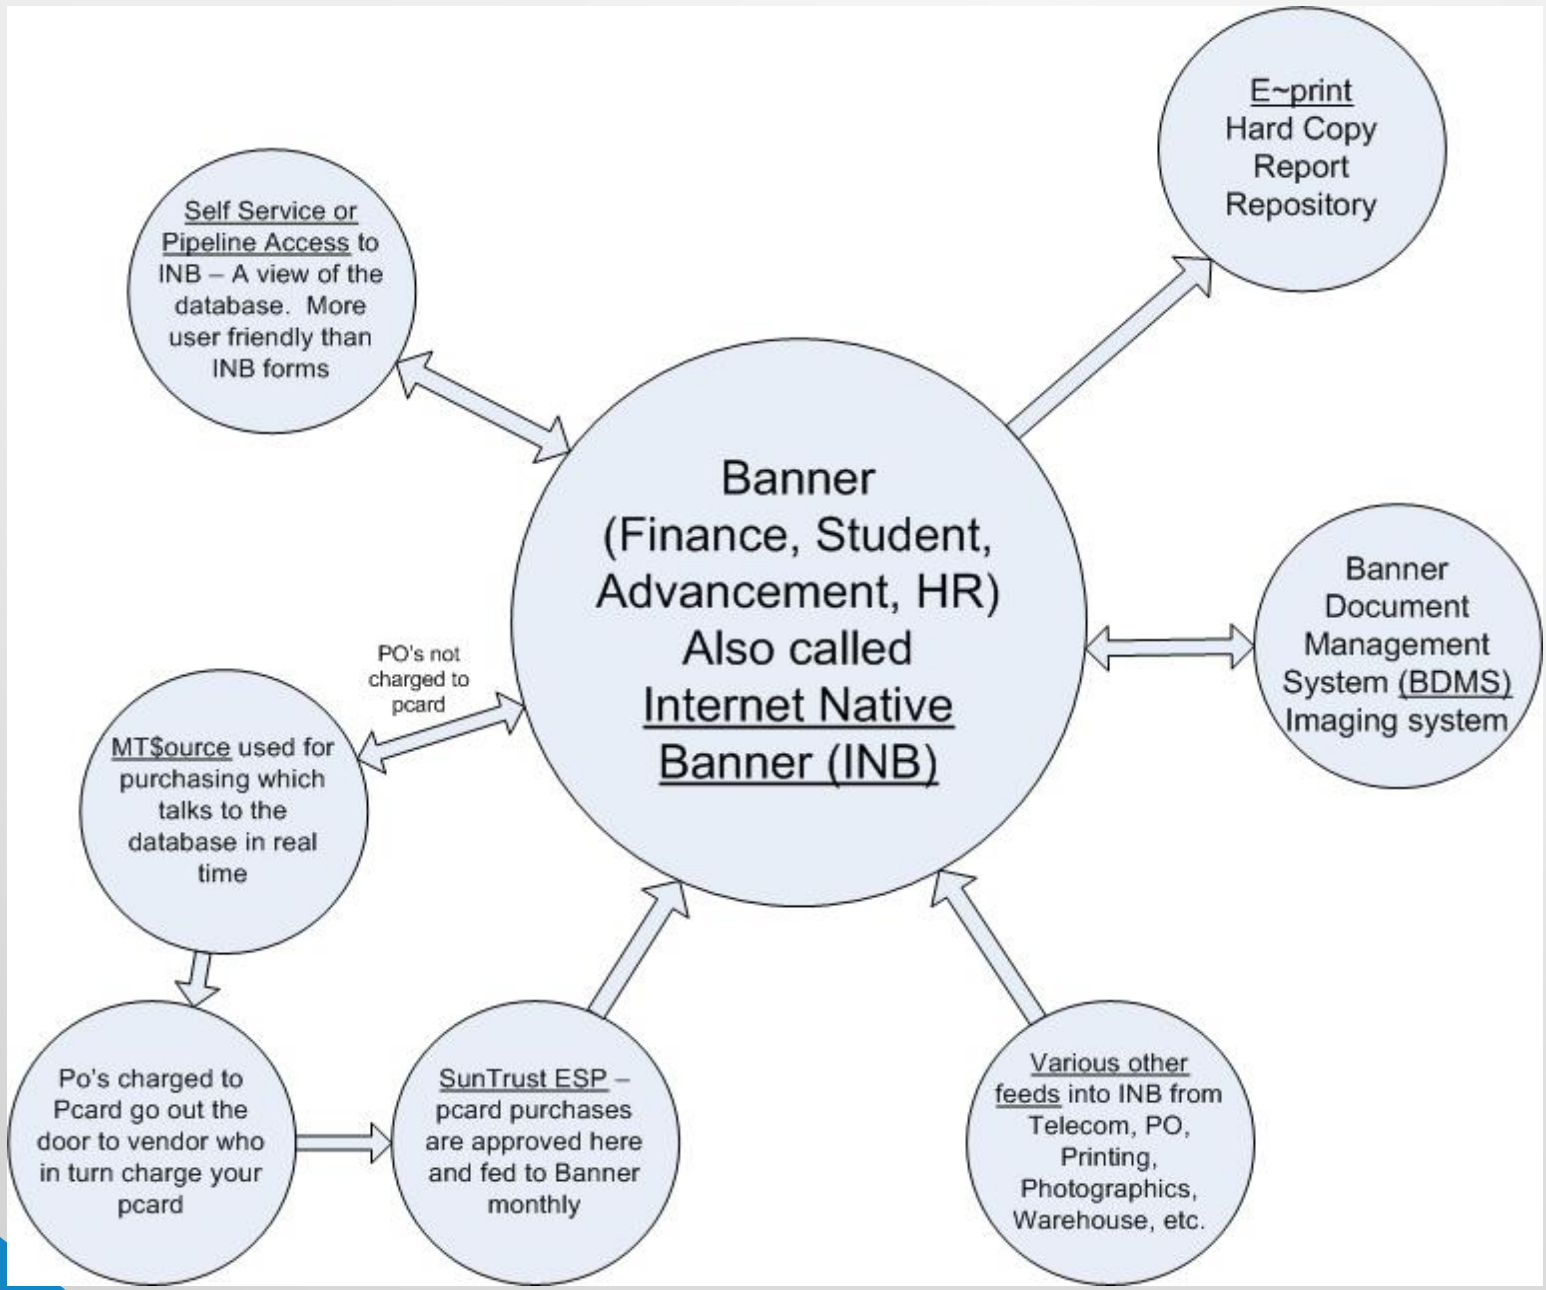 E~print
Hard Copy
Report
Repository
Self Service or
Pipeline Access to
INB – A view of the
database.  More
user friendly than
INB forms
Banner
(Finance, Student,
Advancement, HR)
Also called
Internet Native
Banner (INB)
Banner
Document
Management
System (BDMS)
Imaging system
PO's not
charged to
pcard
MT$ource used for
purchasing which
talks to the
database in real
time
Po's charged to
Pcard go out the
door to vendor who
in turn charge your
pcard
SunTrust ESP –
pcard purchases
are approved here
and fed to Banner
monthly
Various other
feeds into INB from
Telecom, PO,
Printing,
Photographics,
Warehouse, etc.